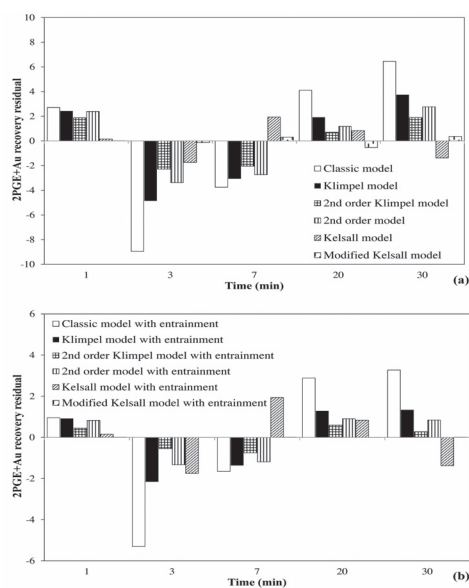 10
8
6
4
2
0
-2
-4
-6
-8
-10
2PGE+Au recovery residual
Classic model
Klimpel model
2nd order Klimpel model
2nd order model
Kelsall model
Modified Kelsall model
1 3 7 20 30
Time (min)
(a)
6
4
2
0
-2
-4
-6
2PGE+Au recovery residual
Classic model with entrainment
Klimpel model with entrainment
2nd order Klimpel model with entrainment
2nd order model with entrainment
Kelsall model with entrainment
Modified Kelsall model with entrainment
1 3 7 20 30
Time (min)
(b)